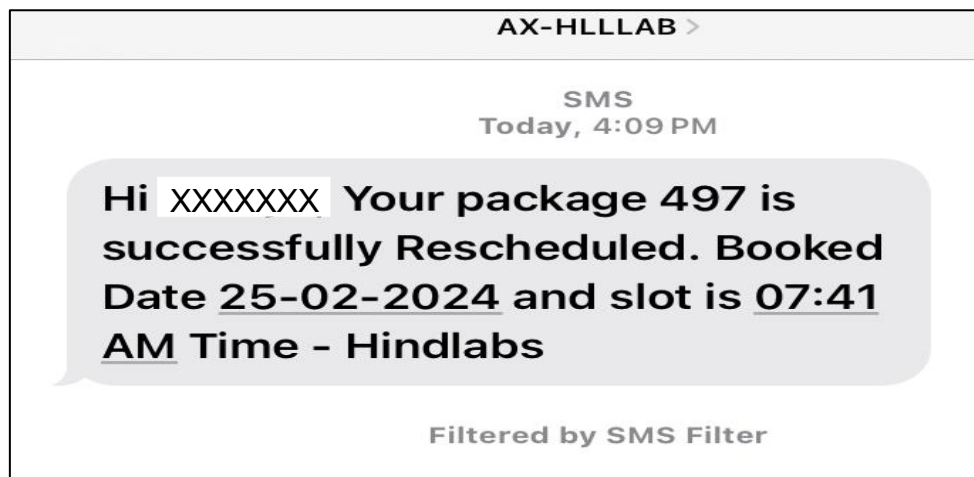 AX-HLLLAB >
SMS
Today, 4:09 PM
Hi XXXXXXX Your package 497 is
successfully Rescheduled. Booked
Date 25-02-2024 and slot is 07:41
AM Time - Hindlabs
Filtered by SMS Filter